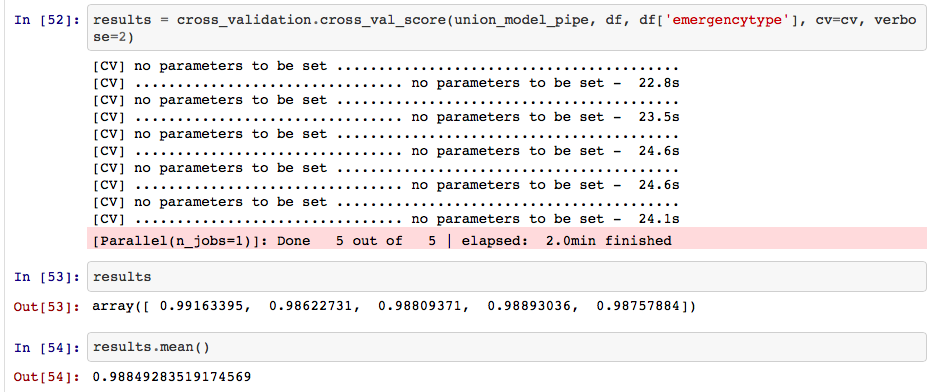 In [52]: results = cross_validation.cross_val_score(union_model_pipe, df, df['emergencytype'], cv=cv, verbo
se=2)
[CV] no parameters to be set .........................................
[CV] ................................ no parameters to be set -  22.8s
[CV] no parameters to be set .........................................
[CV] ................................ no parameters to be set -  23.5s
[CV] no parameters to be set .........................................
[CV] ................................ no parameters to be set -  24.6s
[CV] no parameters to be set .........................................
[CV] ................................ no parameters to be set -  24.6s
[CV] no parameters to be set .........................................
[CV] ................................ no parameters to be set -  24.1s
[Parallel(n_jobs=1)]: Done   5 out of   5 | elapsed:  2.0min finished
In [53]: results
Out[53]: array([ 0.99163395,  0.98622731,  0.98809371,  0.98893036,  0.98757884])
In [54]: results.mean()
Out[54]: 0.98849283519174569